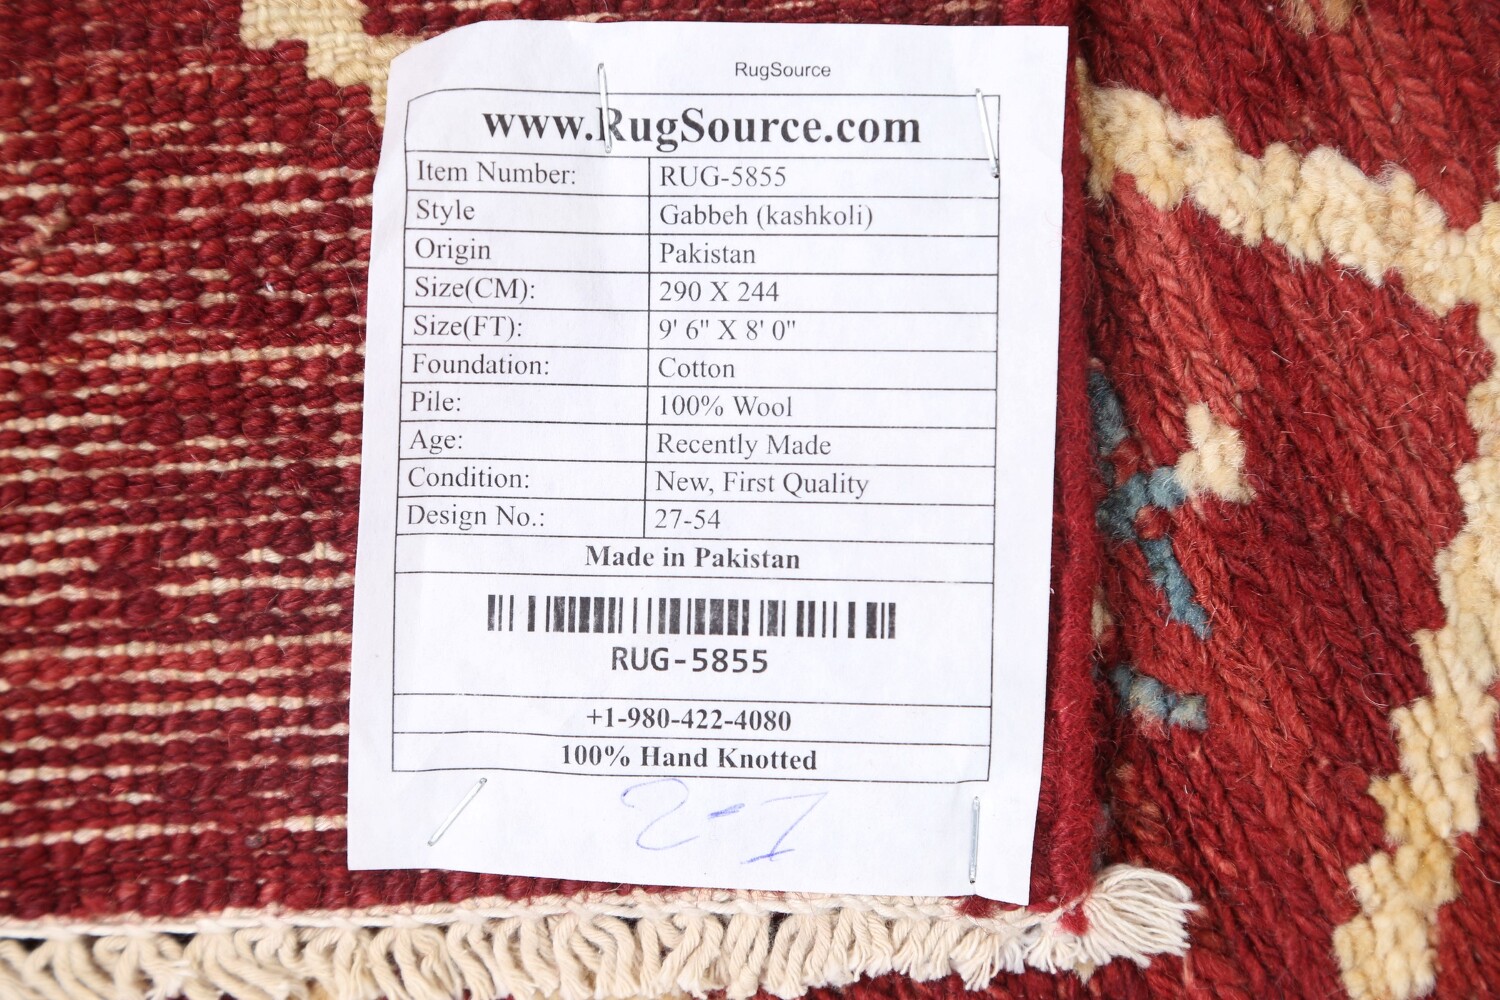 RugSource
www.RugSource.com
Item Number: RUG-5855
Style Gabbeh (kashkoli)
Origin Pakistan
Size(CM): 290 X 244
Size(FT): 9' 6" X 8' 0"
Foundation: Cotton
Pile: 100% Wool
Age: Recently Made
Condition: New, First Quality
Design No.: 27-54
Made in Pakistan
RUG-5855
+1-980-422-4080
100% Hand Knotted